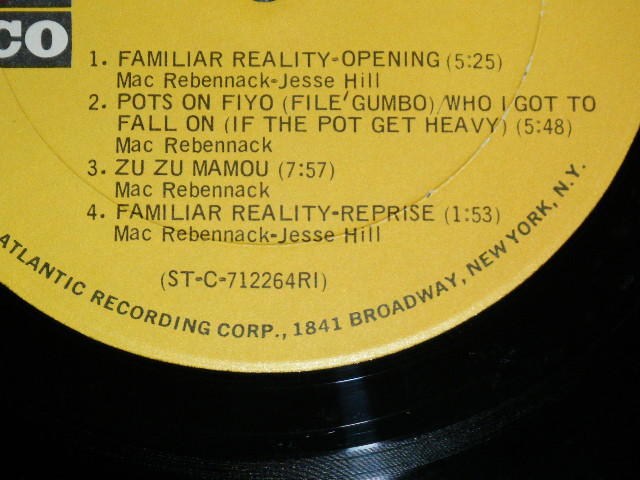 CO
1. FAMILIAR REALITY-OPENING (5:25)
Mac Rebennack-Jesse Hill
2. POTS ON FIYO (FILE' GUMBO)/WHO I GOT TO
FALL ON (IF THE POT GET HEAVY) (5:48)
Mac Rebennack
3. ZU ZU MAMOU (7:57)
Mac Rebennack
4. FAMILIAR REALITY-REPRISE (1:53)
Mac Rebennack-Jesse Hill
(ST-C-712264RI)
ATLANTIC RECORDING CORP., 1841 BROADWAY, NEW YORK, N.Y.